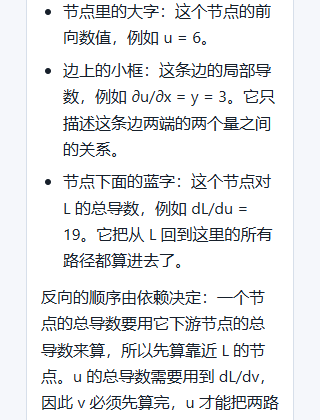 • 节点里的大字：这个节点的前
向数值，例如 u = 6。
• 边上的小框：这条边的局部导
数，例如 ∂u/∂x = y = 3。它只
描述这条边两端的两个量之间
的关系。
• 节点下面的蓝字：这个节点对
L 的总导数，例如 dL/du =
19。它把从 L 回到这里的所有
路径都算进去了。
反向的顺序由依赖决定：一个节
点的总导数要用它下游节点的总
导数来算，所以先算靠近 L 的节
点。u 的总导数需要用到 dL/dv，
因此 v 必须先算完，u 才能把两路